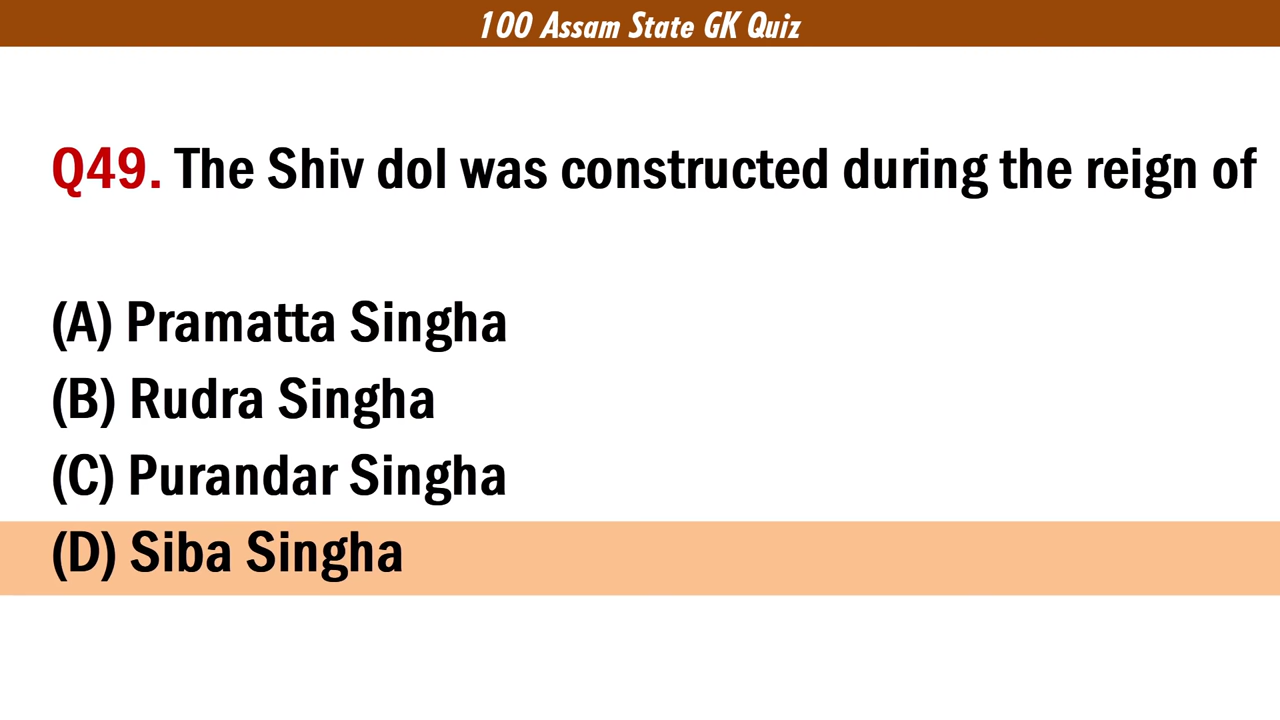 100 Assam State GK Quiz
Q49. The Shiv dol was constructed during the reign of
(A) Pramatta Singha
(B) Rudra Singha
(C) Purandar Singha
(D) Siba Singha